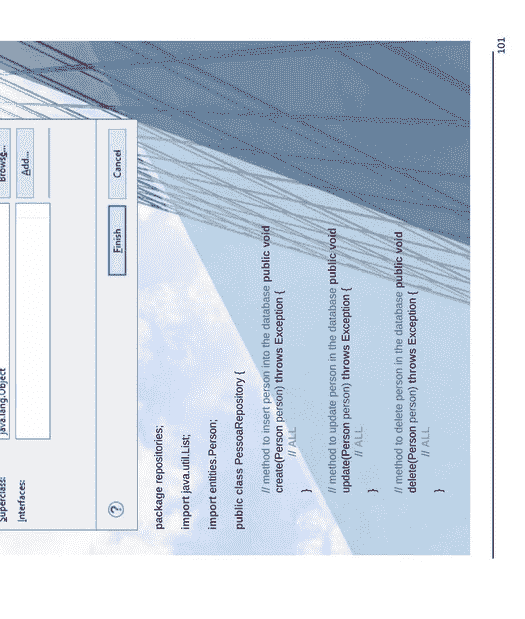 101
Browse...
Add...
Superclass:
java.lang.Object
Interfaces:
?
Finish
Cancel
package repositories;
import java.util.List;
import entities.Person;
public class PessoaRepository {
// method to insert person into the database public void
create(Person person) throws Exception {
// ALL
}
// method to update person in the database public void
update(Person person) throws Exception {
// ALL
}
// method to delete person in the database public void
delete(Person person) throws Exception {
// ALL
}